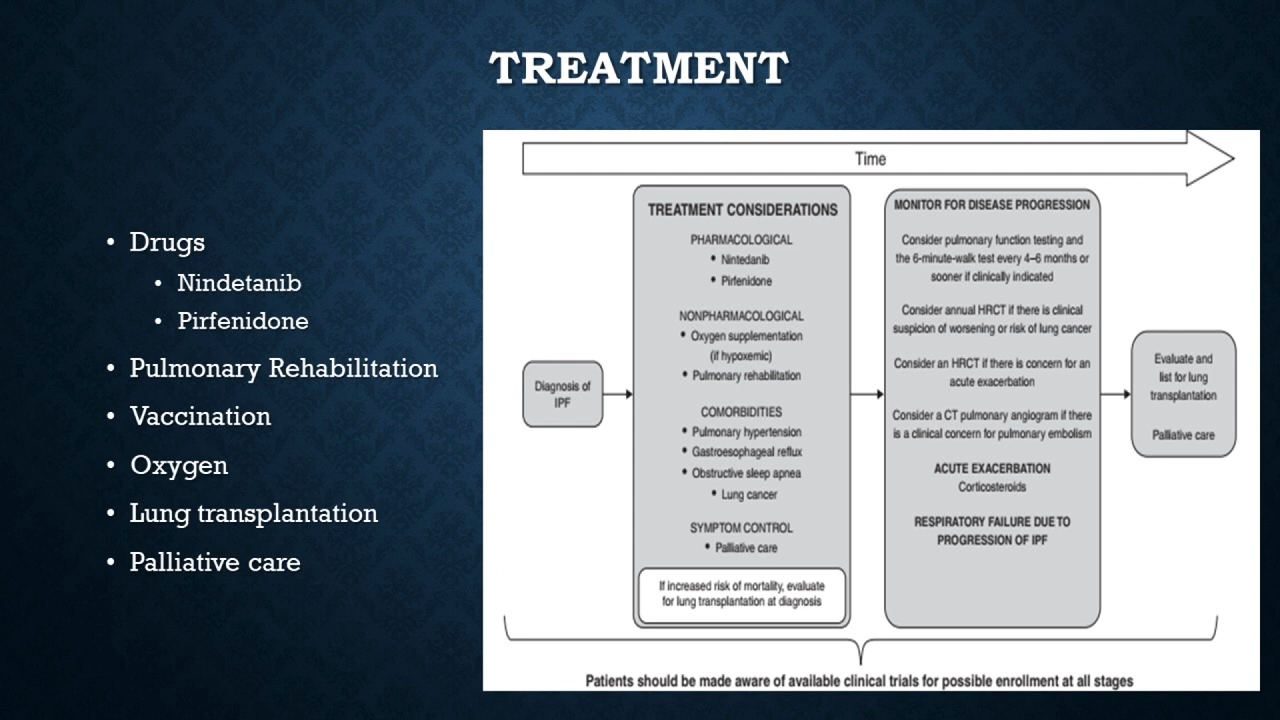 TREATMENT
• Drugs
• Nindetanib
• Pirfenidone
• Pulmonary Rehabilitation
• Vaccination
• Oxygen
• Lung transplantation
• Palliative care
Time
Diagnosis of
IPF
TREATMENT CONSIDERATIONS
PHARMACOLOGICAL
• Nintedanib
• Pirfenidone
NONPHARMACOLOGICAL
• Oxygen supplementation
(if hypoxemic)
• Pulmonary rehabilitation
COMORBIDITIES
• Pulmonary hypertension
• Gastroesophageal reflux
• Obstructive sleep apnea
• Lung cancer
SYMPTOM CONTROL
• Palliative care
If increased risk of mortality, evaluate
for lung transplantation at diagnosis
MONITOR FOR DISEASE PROGRESSION
Consider pulmonary function testing and
the 6-minute-walk test every 4–6 months or
sooner if clinically indicated
Consider annual HRCT if there is clinical
suspicion of worsening or risk of lung cancer
Consider an HRCT if there is concern for an
acute exacerbation
Consider a CT pulmonary angiogram if there
is a clinical concern for pulmonary embolism
ACUTE EXACERBATION
Corticosteroids
RESPIRATORY FAILURE DUE TO
PROGRESSION OF IPF
Evaluate and
list for lung
transplantation
Palliative care
Patients should be made aware of available clinical trials for possible enrollment at all stages